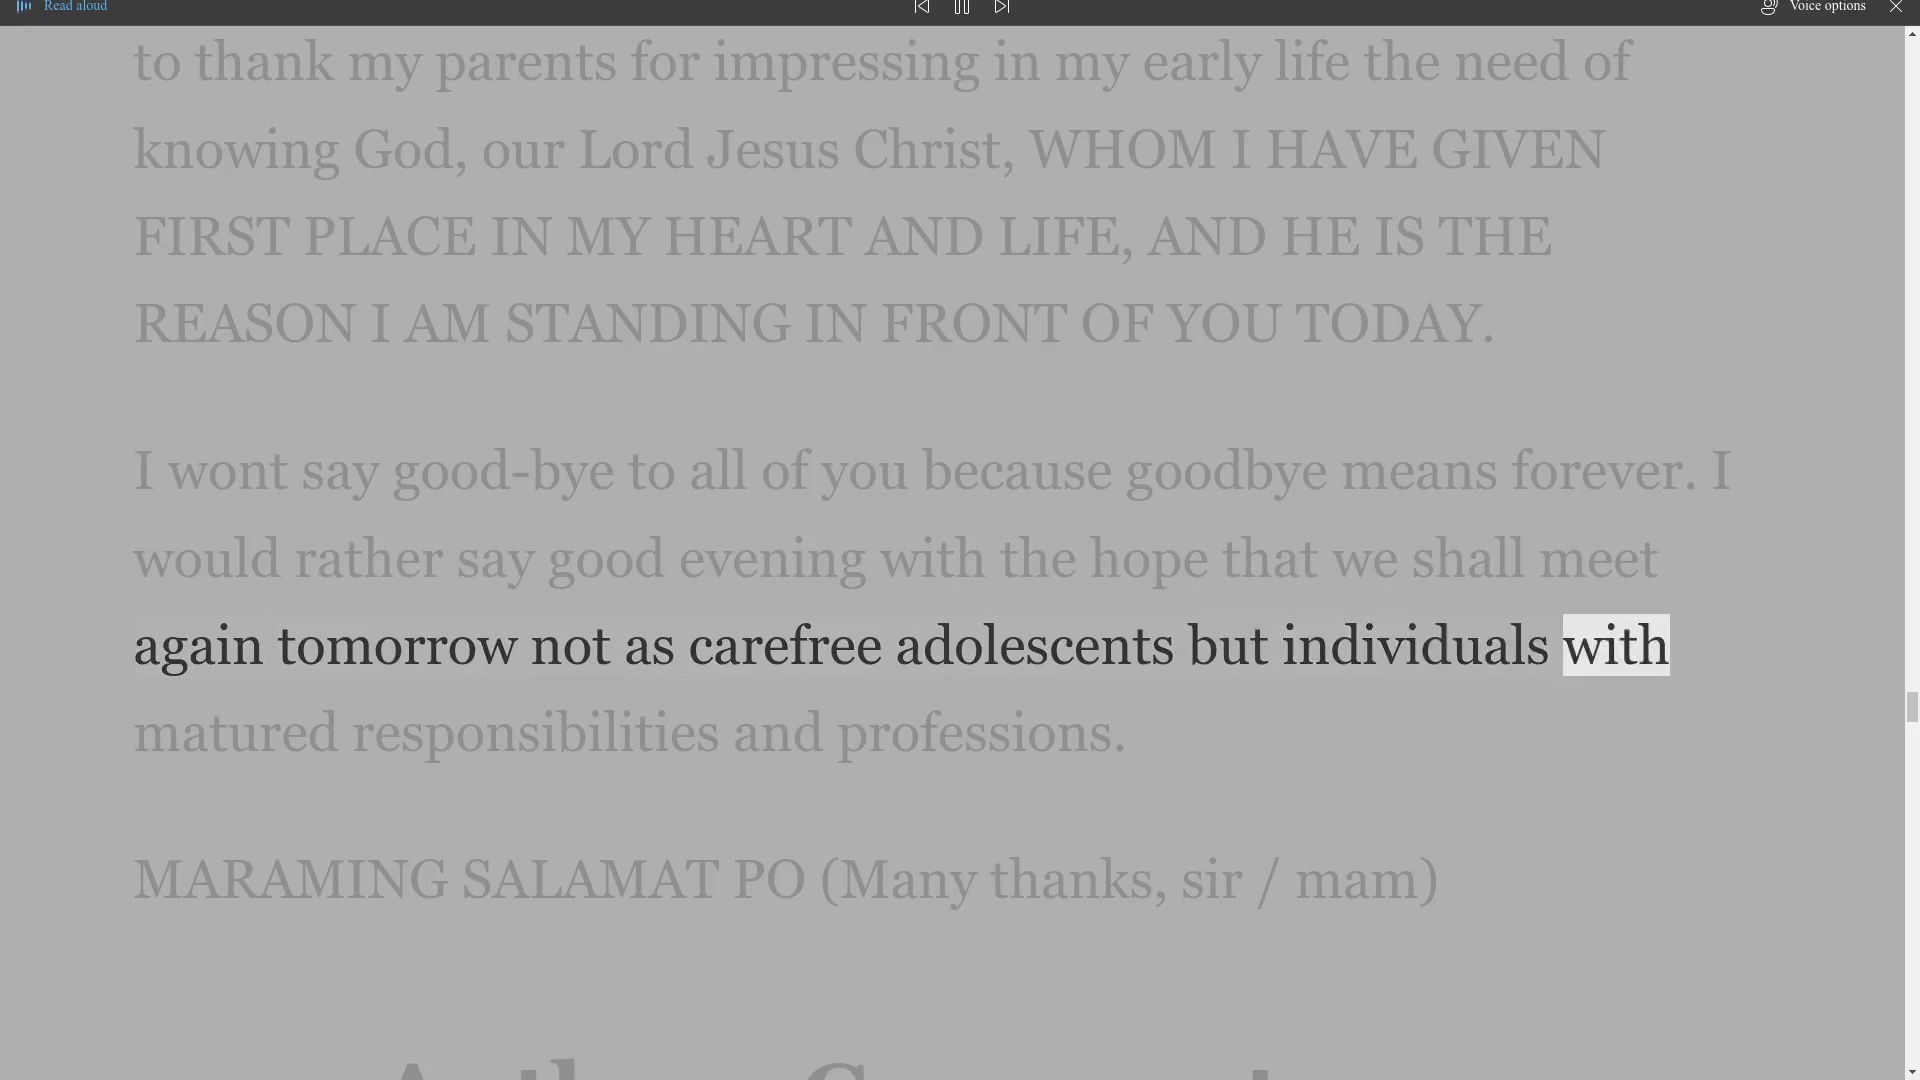 Read aloud
Voice options
to thank my parents for impressing in my early life the need of
knowing God, our Lord Jesus Christ, WHOM I HAVE GIVEN
FIRST PLACE IN MY HEART AND LIFE, AND HE IS THE
REASON I AM STANDING IN FRONT OF YOU TODAY.
I wont say good-bye to all of you because goodbye means forever. I
would rather say good evening with the hope that we shall meet
again tomorrow not as carefree adolescents but individuals with
matured responsibilities and professions.
MARAMING SALAMAT PO (Many thanks, sir / mam)